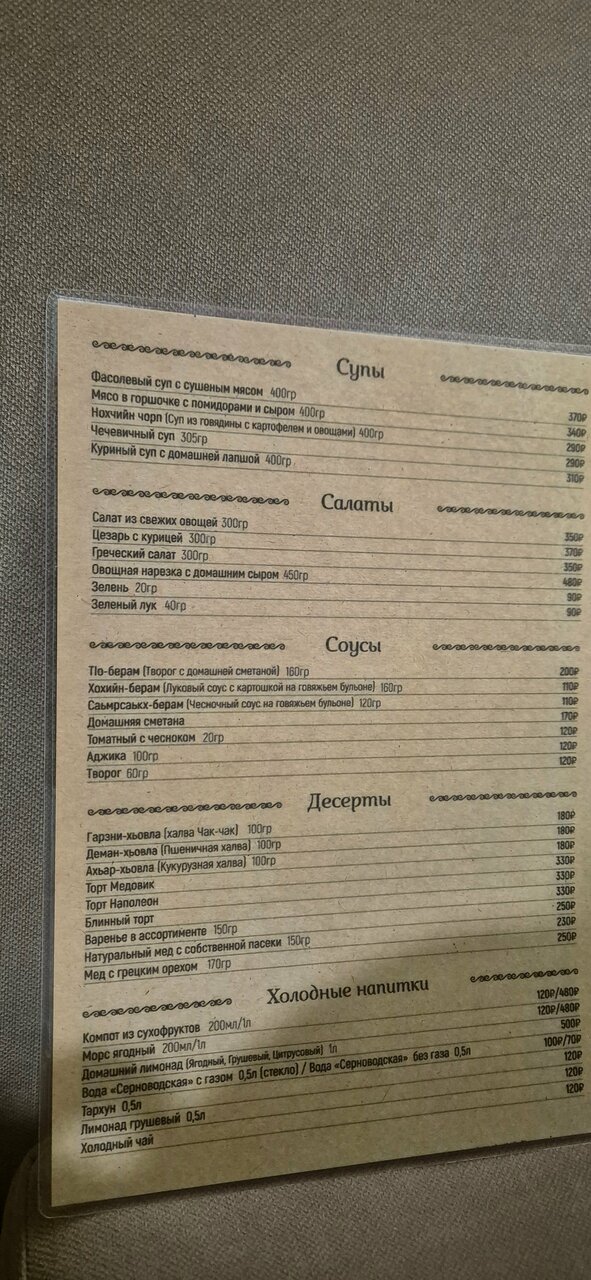 Супы
Фасолевый суп с сушеным мясом 400гр 370₽
Мясо в горшочке с помидорами и сыром 400гр 340₽
Нохчийн чорп (Суп из говядины с картофелем и овощами) 400гр 290₽
Чечевичный суп 305гр 290₽
Куриный суп с домашней лапшой 400гр 310₽
Салаты
Салат из свежих овощей 300гр 350₽
Цезарь с курицей 300гр 370₽
Греческий салат 300гр 350₽
Овощная нарезка с домашним сыром 450гр 480₽
Зелень 20гр 90₽
Зеленый лук 40гр 90₽
Соусы
То-берам (Творог с домашней сметаной) 160гр 200₽
Хохийн-берам (Луковый соус с картошкой на говяжьем бульоне) 160гр 110₽
Саьмрсаькх-берам (Чесночный соус на говяжьем бульоне) 120гр 110₽
Домашняя сметана 170₽
Томатный с чесноком 20гр 120₽
Аджика 100гр 120₽
Творог 60гр 120₽
Десерты
Гарзни-хьовла (халва Чак-чак) 100гр 180₽
Деман-хьовла (Пшеничная халва) 100гр 180₽
Ахьар-хьовла (Кукурузная халва) 100гр 180₽
Торт Медовик 330₽
Торт Наполеон 330₽
Блинный торт 330₽
Варенье в ассортименте 150гр 250₽
Натуральный мед с собственной пасеки 150гр 230₽
Мед с грецким орехом 170гр 250₽
Холодные напитки
Компот из сухофруктов 200мл/1л 120₽/480₽
Морс ягодный 200мл/1л 120₽/480₽
Домашний лимонад (Ягодный, Грушевый, Цитрусовый) 1л 500₽
Вода «Серноводская» с газом 0,5л (стекло) / Вода «Серноводская» без газа 0,5л 100₽/70₽
Тархун 0,5л 120₽
Лимонад грушевый 0,5л 120₽
Холодный чай 120₽